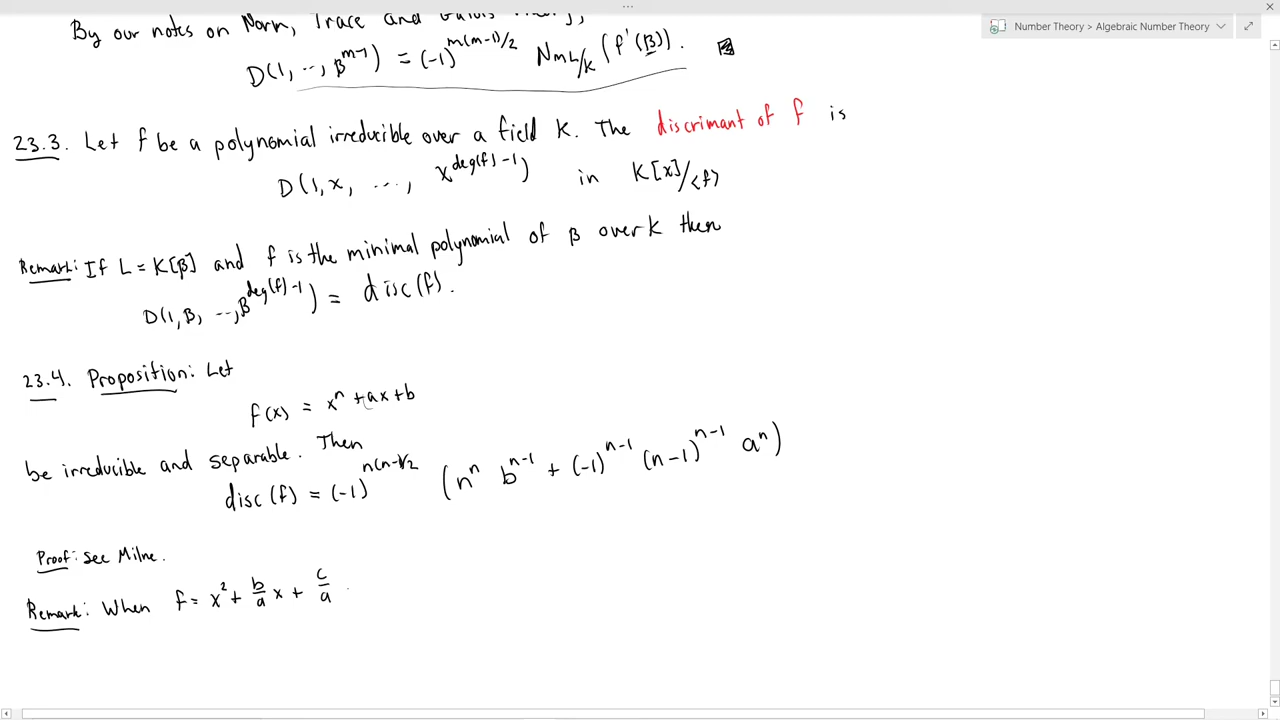 Number Theory > Algebraic Number Theory
By our notes on Norm, Trace and Galois Theory,
D(1, ..., β^{m-1}) = (-1)^{m(m-1)/2} Nm_{L/K} (f'(β)).
23.3. Let f be a polynomial irreducible over a field K. The discrimant of f is
D(1, x, ..., x^{deg(f)-1}) in K[x]/<f>
Remark: If L = K[β] and f is the minimal polynomial of β over K then
D(1, β, ..., β^{deg(f)-1}) = disc(f).
23.4. Proposition: Let
f(x) = x^n + ax + b
be irreducible and separable. Then
disc(f) = (-1)^{n(n-1)/2} (n^n b^{n-1} + (-1)^{n-1} (n-1)^{n-1} a^n)
Proof: See Milne.
Remark: When f = x^2 + b/a x + c/a